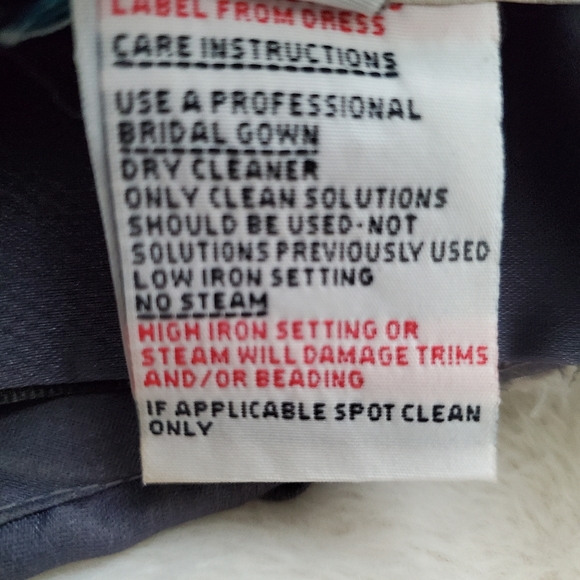 LABEL FROM DRESS
CARE INSTRUCTIONS
USE A PROFESSIONAL
BRIDAL GOWN
DRY CLEANER
ONLY CLEAN SOLUTIONS
SHOULD BE USED-NOT
SOLUTIONS PREVIOUSLY USED
LOW IRON SETTING
NO STEAM
HIGH IRON SETTING OR
STEAM WILL DAMAGE TRIMS
AND/OR BEADING
IF APPLICABLE SPOT CLEAN
ONLY